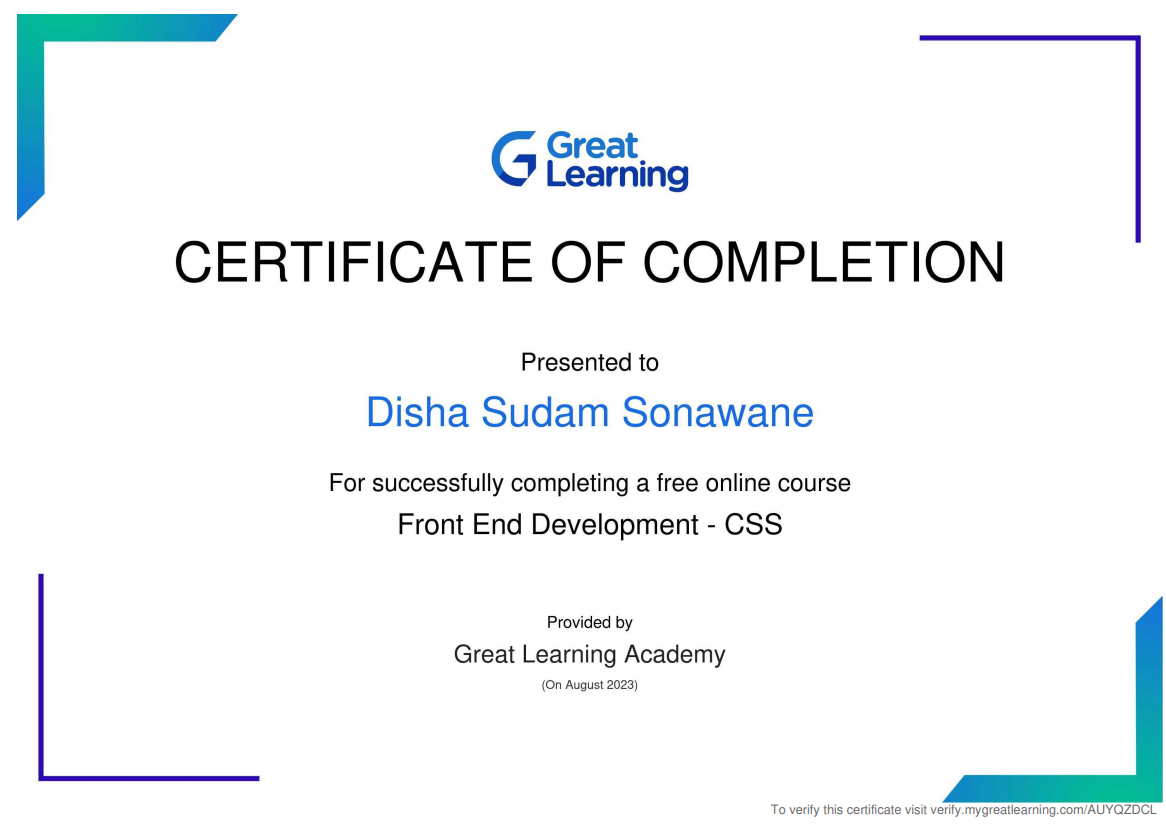 Great
Learning
CERTIFICATE OF COMPLETION
Presented to
Disha Sudam Sonawane
For successfully completing a free online course
Front End Development - CSS
Provided by
Great Learning Academy
(On August 2023)
To verify this certificate visit verify.mygreatlearning.com/AUYQZDCL